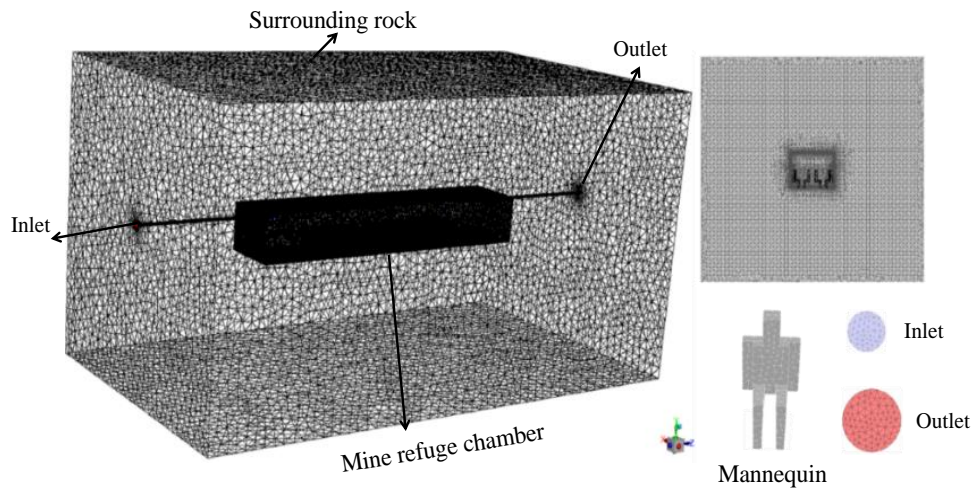 Surrounding rock
Outlet
Inlet
Mine refuge chamber
Inlet
Outlet
Mannequin